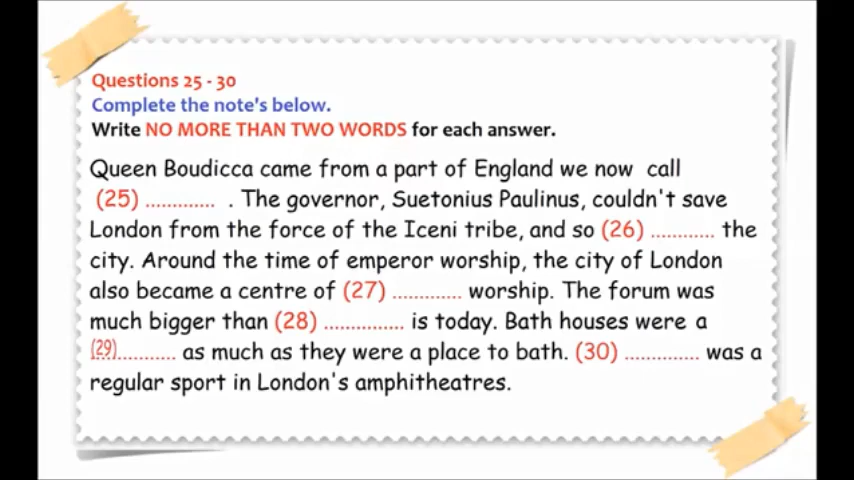 Questions 25 - 30
Complete the note's below.
Write NO MORE THAN TWO WORDS for each answer.
Queen Boudicca came from a part of England we now call
(25) ............. . The governor, Suetonius Paulinus, couldn't save
London from the force of the Iceni tribe, and so (26) ............ the
city. Around the time of emperor worship, the city of London
also became a centre of (27) ............. worship. The forum was
much bigger than (28) ............... is today. Bath houses were a
(29)........... as much as they were a place to bath. (30) .............. was a
regular sport in London's amphitheatres.